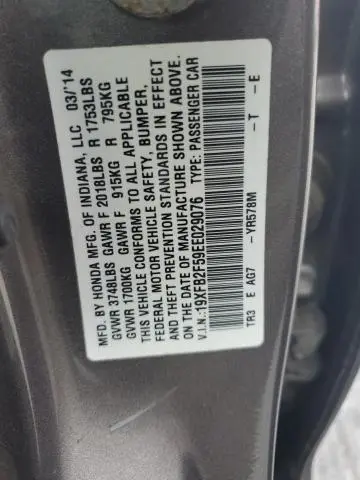 MFD. BY HONDA MFG. OF INDIANA, LLC 03/'14
GVWR 3748LBS GAWR F 2018LBS R 1753LBS
GVWR 1700KG GAWR F 915KG R 795KG
THIS VEHICLE CONFORMS TO ALL APPLICABLE
FEDERAL MOTOR VEHICLE SAFETY, BUMPER,
AND THEFT PREVENTION STANDARDS IN EFFECT
ON THE DATE OF MANUFACTURE SHOWN ABOVE.
V.I.N.:19XFB2F59EE029076 TYPE: PASSENGER CAR
TR3 E AG7 -YR578M -T -E